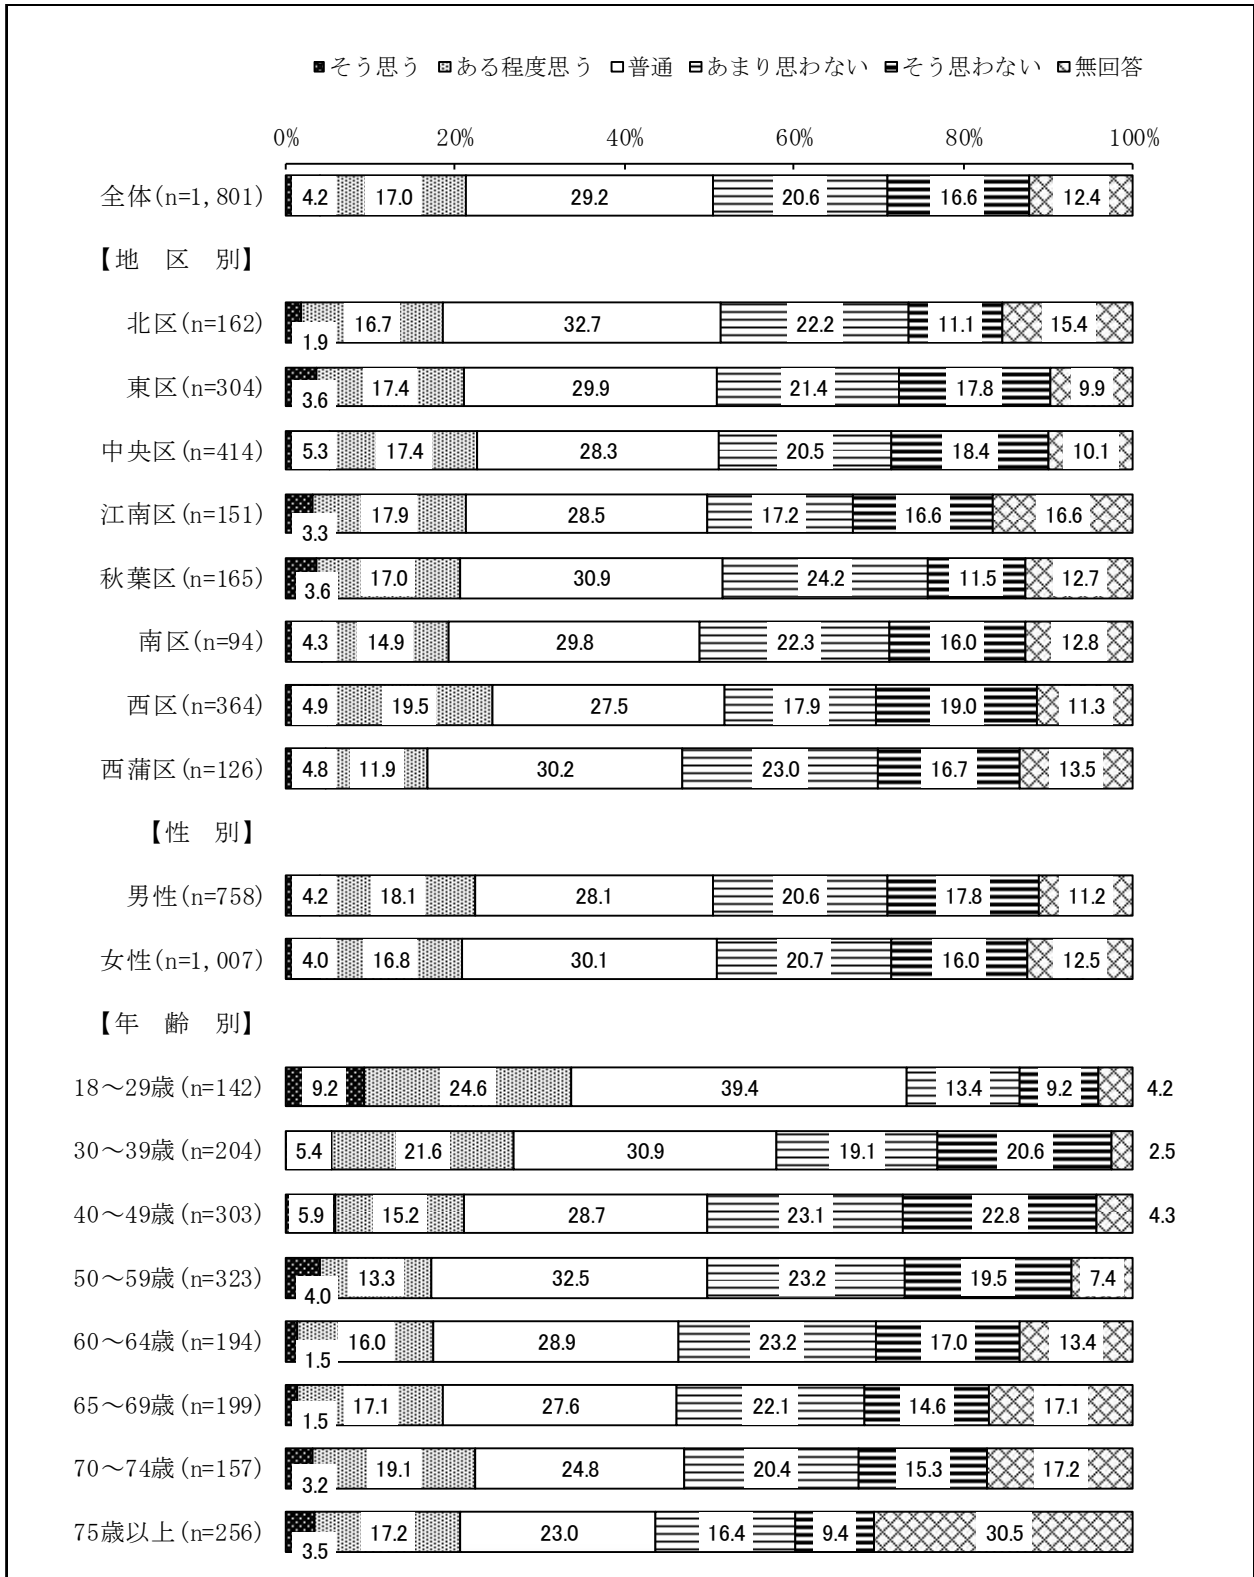 そう思う ある程度思う 普通 あまり思わない そう思わない 無回答
0% 20% 40% 60% 80% 100%
全体(n=1,801) 4.2 17.0 29.2 20.6 16.6 12.4
【地 区 別】
北区(n=162) 1.9 16.7 32.7 22.2 11.1 15.4
東区(n=304) 3.6 17.4 29.9 21.4 17.8 9.9
中央区(n=414) 5.3 17.4 28.3 20.5 18.4 10.1
江南区(n=151) 3.3 17.9 28.5 17.2 16.6 16.6
秋葉区(n=165) 3.6 17.0 30.9 24.2 11.5 12.7
南区(n=94) 4.3 14.9 29.8 22.3 16.0 12.8
西区(n=364) 4.9 19.5 27.5 17.9 19.0 11.3
西蒲区(n=126) 4.8 11.9 30.2 23.0 16.7 13.5
【性 別】
男性(n=758) 4.2 18.1 28.1 20.6 17.8 11.2
女性(n=1,007) 4.0 16.8 30.1 20.7 16.0 12.5
【年 齢 別】
18～29歳(n=142) 9.2 24.6 39.4 13.4 9.2 4.2
30～39歳(n=204) 5.4 21.6 30.9 19.1 20.6 2.5
40～49歳(n=303) 5.9 15.2 28.7 23.1 22.8 4.3
50～59歳(n=323) 4.0 13.3 32.5 23.2 19.5 7.4
60～64歳(n=194) 1.5 16.0 28.9 23.2 17.0 13.4
65～69歳(n=199) 1.5 17.1 27.6 22.1 14.6 17.1
70～74歳(n=157) 3.2 19.1 24.8 20.4 15.3 17.2
75歳以上(n=256) 3.5 17.2 23.0 16.4 9.4 30.5